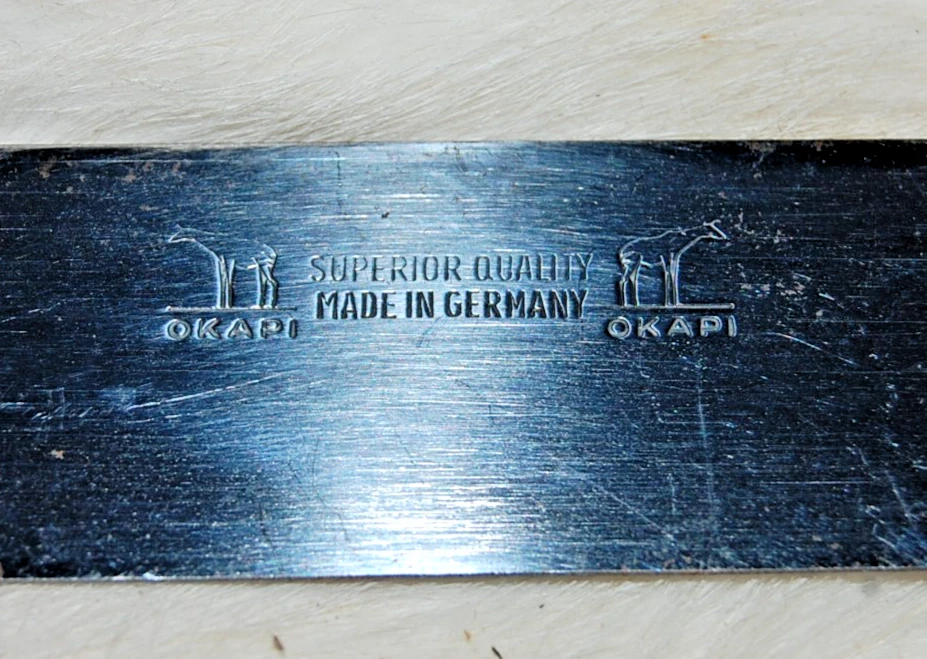 SUPERIOR QUALITY
MADE IN GERMANY
OKAPI OKAPI